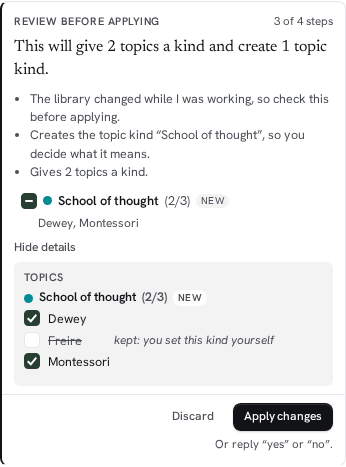 REVIEW BEFORE APPLYING 3 of 4 steps
This will give 2 topics a kind and create 1 topic
kind.
• The library changed while I was working, so check this
before applying.
• Creates the topic kind “School of thought”, so you
decide what it means.
• Gives 2 topics a kind.
School of thought (2/3) NEW
Dewey, Montessori
Hide details
TOPICS
School of thought (2/3) NEW
Dewey
Freire kept: you set this kind yourself
Montessori
Discard Apply changes
Or reply “yes” or “no”.